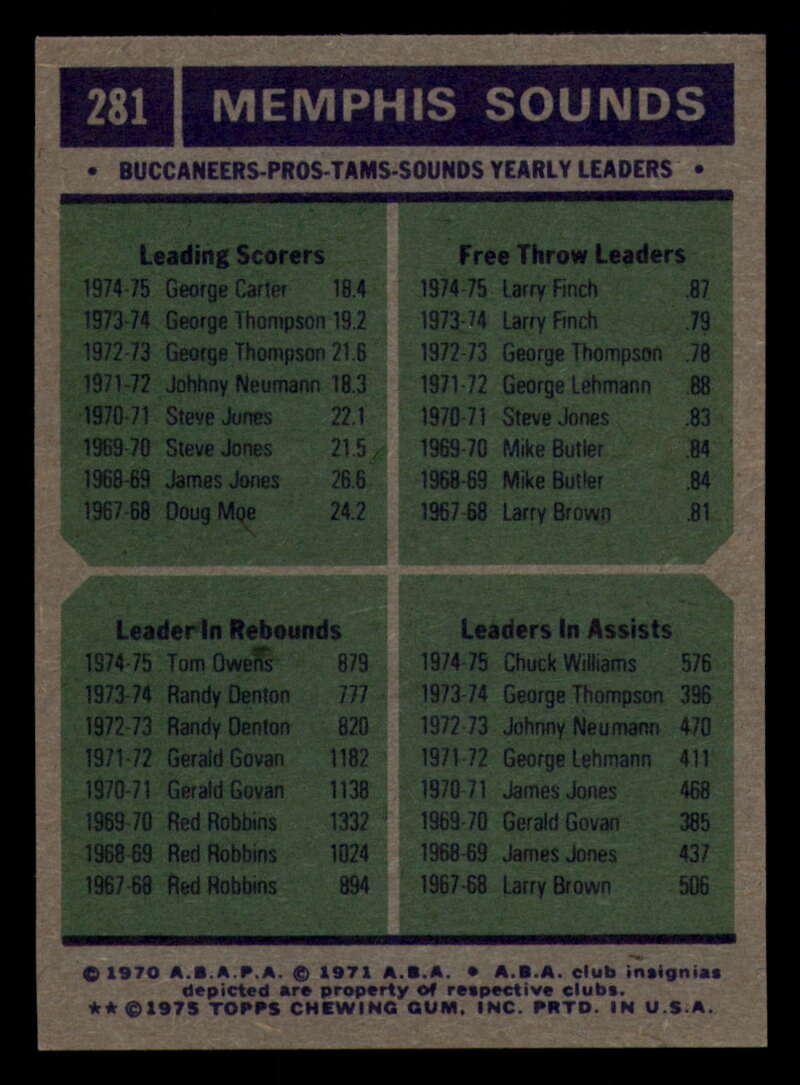 281 MEMPHIS SOUNDS
• BUCCANEERS-PROS-TAMS-SOUNDS YEARLY LEADERS •
Leading Scorers
1974-75 George Carter 18.4
1973-74 George Thompson 19.2
1972-73 George Thompson 21.6
1971-72 Johhny Neumann 18.3
1970-71 Steve Jones 22.1
1969-70 Steve Jones 21.5
1968-69 James Jones 26.6
1967-68 Doug Moe 24.2
Free Throw Leaders
1974-75 Larry Finch .87
1973-74 Larry Finch .79
1972-73 George Thompson .78
1971-72 George Lehmann .88
1970-71 Steve Jones .83
1969-70 Mike Butler .84
1968-69 Mike Butler .84
1967-68 Larry Brown .81
Leader In Rebounds
1974-75 Tom Owens 879
1973-74 Randy Denton 777
1972-73 Randy Denton 820
1971-72 Gerald Govan 1182
1970-71 Gerald Govan 1138
1969-70 Red Robbins 1332
1968-69 Red Robbins 1024
1967-68 Red Robbins 894
Leaders In Assists
1974-75 Chuck Williams 576
1973-74 George Thompson 396
1972-73 Johnny Neumann 470
1971-72 George Lehmann 411
1970-71 James Jones 468
1969-70 Gerald Govan 385
1968-69 James Jones 437
1967-68 Larry Brown 506
© 1970 A.B.A.P.A. © 1971 A.B.A. • A.B.A. club insignias
depicted are property of respective clubs.
** © 1975 TOPPS CHEWING GUM, INC. PRTD. IN U.S.A.